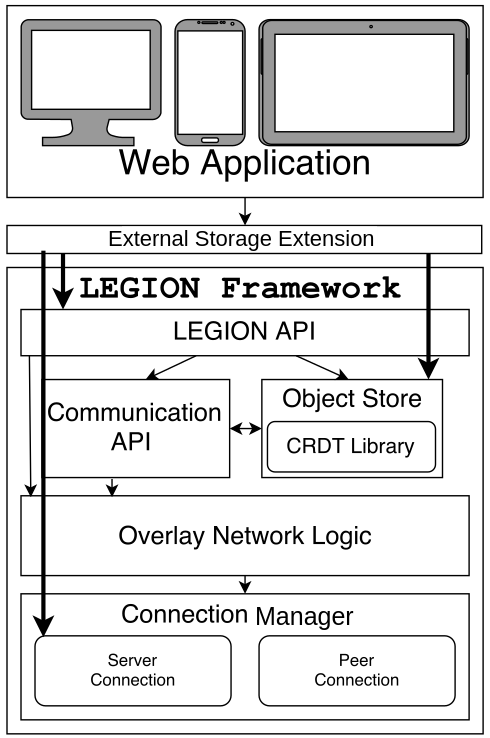 Web Application
External Storage Extension
LEGION Framework
LEGION API
Communication
API
Object Store
CRDT Library
Overlay Network Logic
Connection Manager
Server
Connection
Peer
Connection